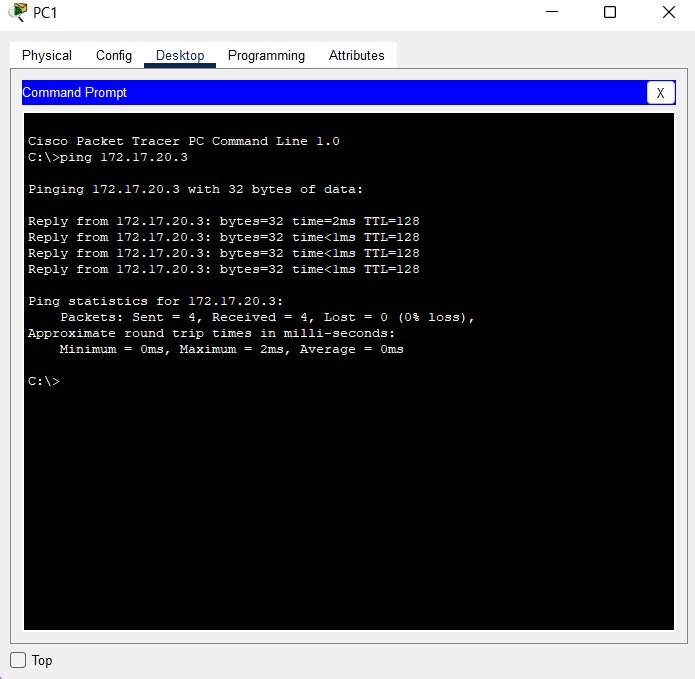 PC1
Physical Config Desktop Programming Attributes
Command Prompt X
Cisco Packet Tracer PC Command Line 1.0
C:\>ping 172.17.20.3
Pinging 172.17.20.3 with 32 bytes of data:
Reply from 172.17.20.3: bytes=32 time=2ms TTL=128
Reply from 172.17.20.3: bytes=32 time<1ms TTL=128
Reply from 172.17.20.3: bytes=32 time<1ms TTL=128
Reply from 172.17.20.3: bytes=32 time<1ms TTL=128
Ping statistics for 172.17.20.3:
Packets: Sent = 4, Received = 4, Lost = 0 (0% loss),
Approximate round trip times in milli-seconds:
Minimum = 0ms, Maximum = 2ms, Average = 0ms
C:\>
Top